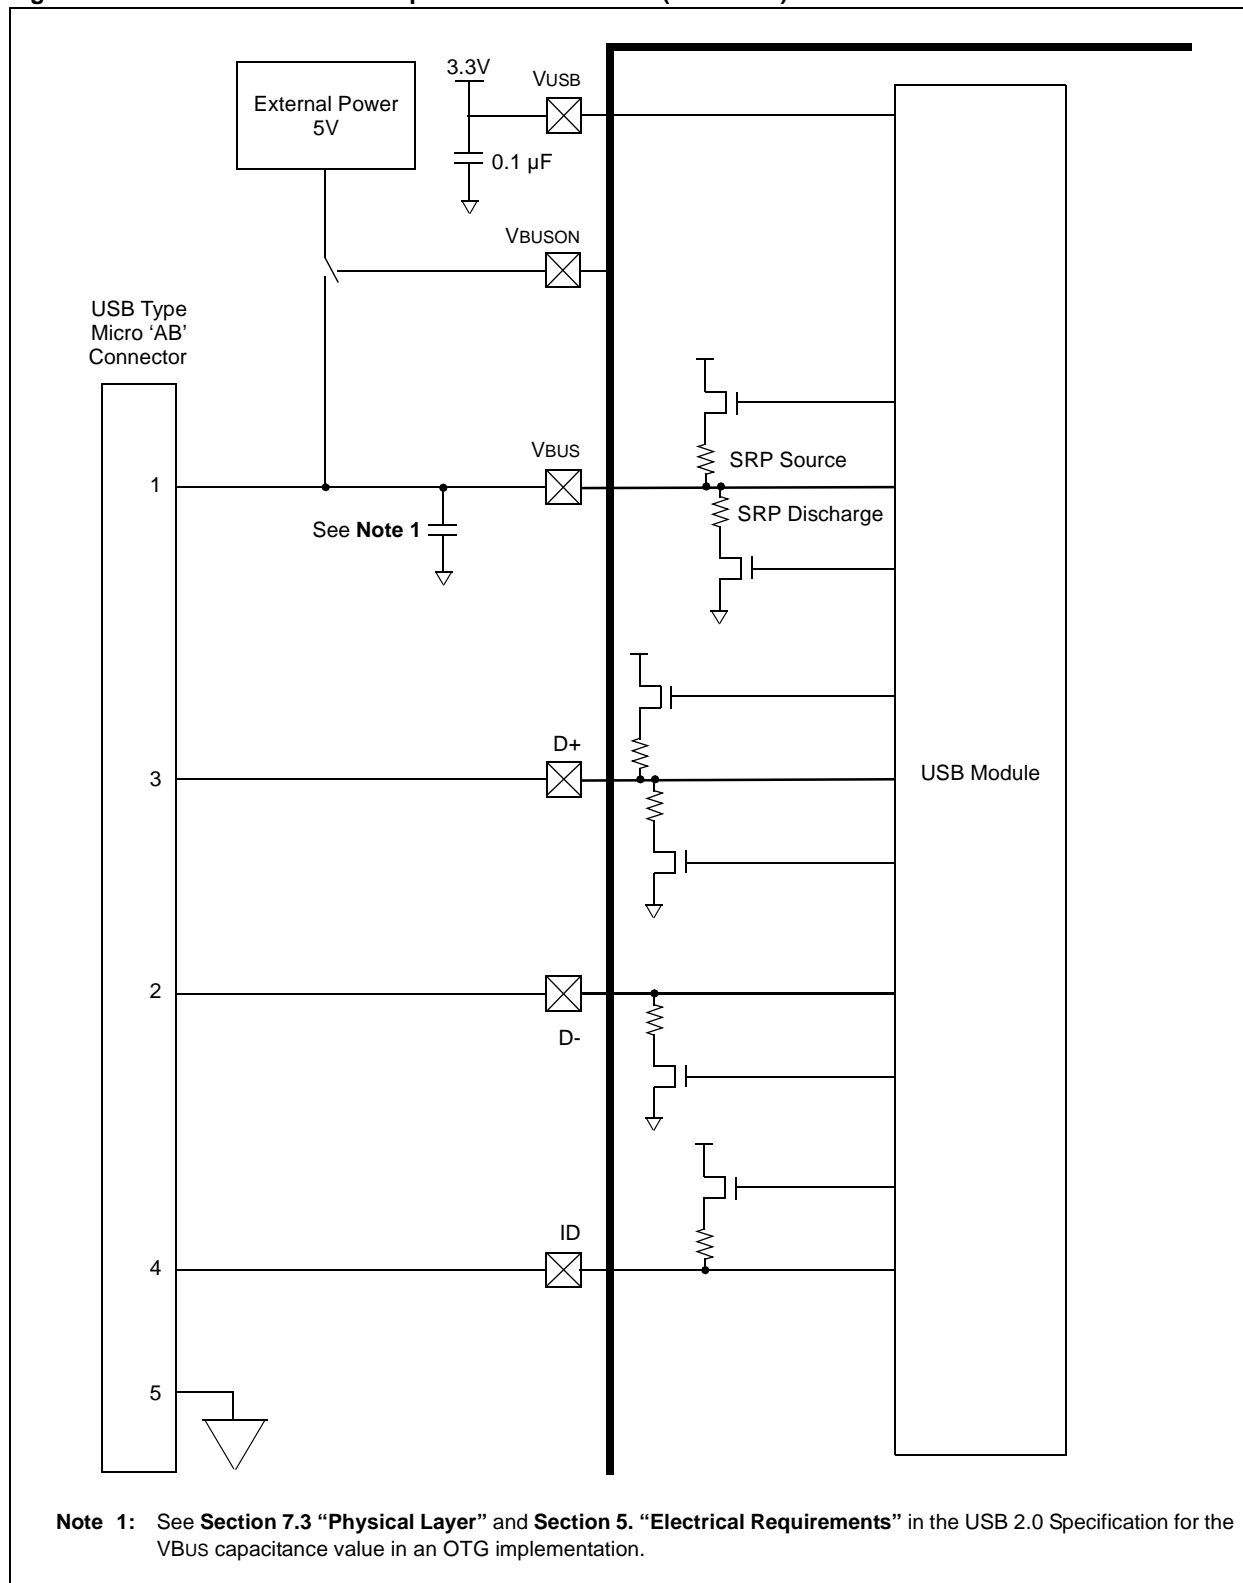 3.3V
VUSB
External Power
5V
0.1 µF
VBUSON
USB Type
Micro ‘AB’
Connector
VBUS
1
SRP Source
SRP Discharge
See Note 1
D+
3
USB Module
2
D-
ID
4
5
Note 1: See Section 7.3 “Physical Layer” and Section 5. “Electrical Requirements” in the USB 2.0 Specification for the
VBUS capacitance value in an OTG implementation.